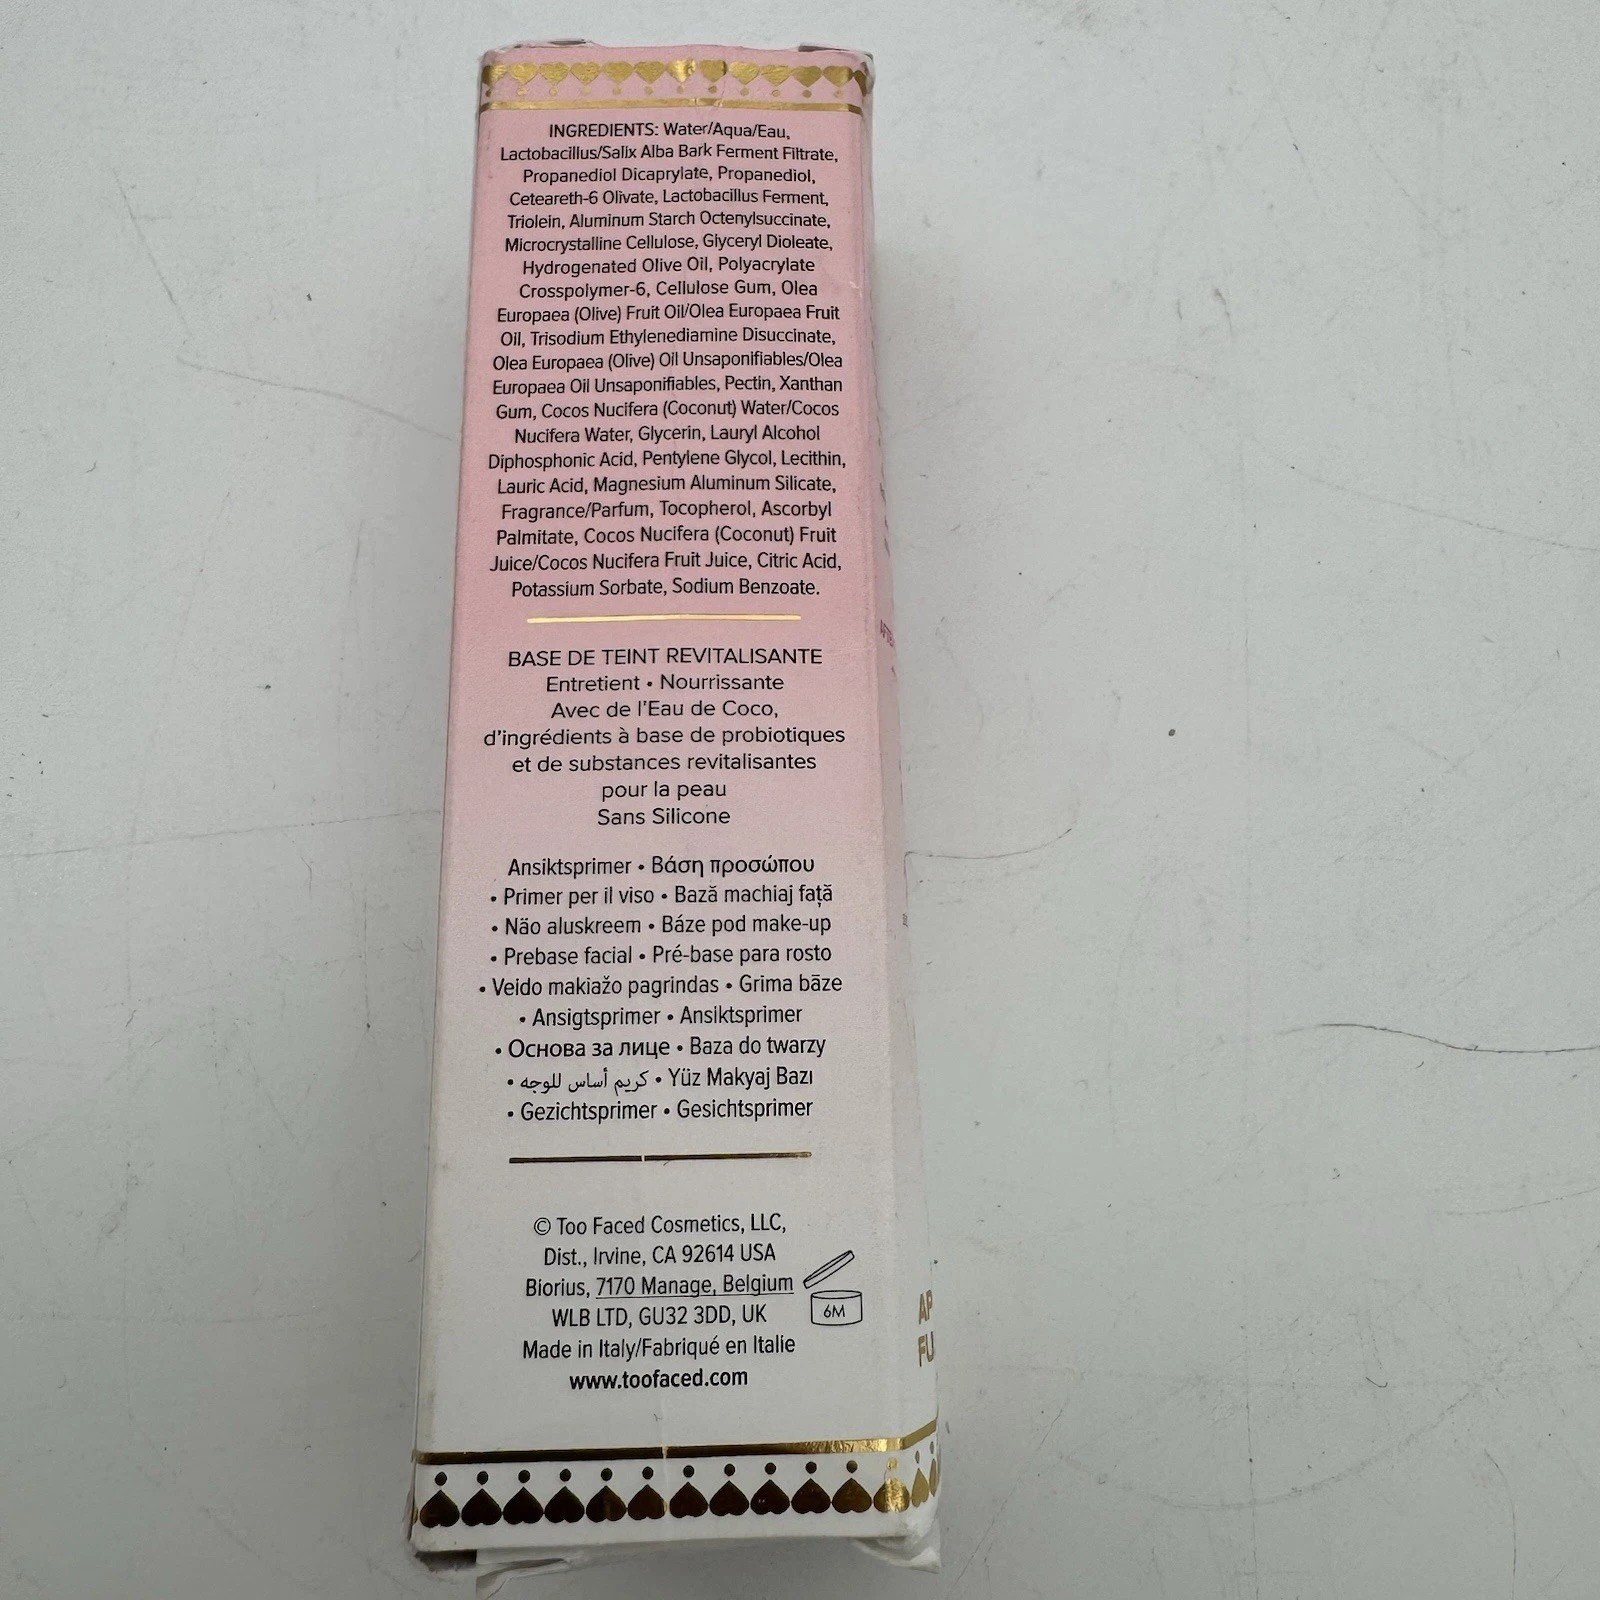 INGREDIENTS: Water/Aqua/Eau,
Lactobacillus/Salix Alba Bark Ferment Filtrate,
Propanediol Dicaprylate, Propanediol,
Ceteareth-6 Olivate, Lactobacillus Ferment,
Triolein, Aluminum Starch Octenylsuccinate,
Microcrystalline Cellulose, Glyceryl Dioleate,
Hydrogenated Olive Oil, Polyacrylate
Crosspolymer-6, Cellulose Gum, Olea
Europaea (Olive) Fruit Oil/Olea Europaea Fruit
Oil, Trisodium Ethylenediamine Disuccinate,
Olea Europaea (Olive) Oil Unsaponifiables/Olea
Europaea Oil Unsaponifiables, Pectin, Xanthan
Gum, Cocos Nucifera (Coconut) Water/Cocos
Nucifera Water, Glycerin, Lauryl Alcohol
Diphosphonic Acid, Pentylene Glycol, Lecithin,
Lauric Acid, Magnesium Aluminum Silicate,
Fragrance/Parfum, Tocopherol, Ascorbyl
Palmitate, Cocos Nucifera (Coconut) Fruit
Juice/Cocos Nucifera Fruit Juice, Citric Acid,
Potassium Sorbate, Sodium Benzoate.
BASE DE TEINT REVITALISANTE
Entretient • Nourrissante
Avec de l'Eau de Coco,
d'ingrédients à base de probiotiques
et de substances revitalisantes
pour la peau
Sans Silicone
Ansiktsprimer • Βάση προσώπου
• Primer per il viso • Bază machiaj față
• Näo aluskreem • Báze pod make-up
• Prebase facial • Pré-base para rosto
• Veido makiažo pagrindas • Grima bāze
• Ansigtsprimer • Ansiktsprimer
• Основа за лице • Baza do twarzy
• كريم أساس للوجه • Yüz Makyaj Bazı
• Gezichtsprimer • Gesichtsprimer
© Too Faced Cosmetics, LLC,
Dist., Irvine, CA 92614 USA
Biorius, 7170 Manage, Belgium
WLB LTD, GU32 3DD, UK
6M
Made in Italy/Fabriqué en Italie
www.toofaced.com
AP
FU